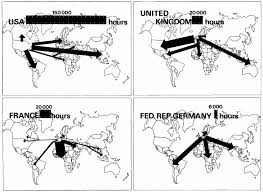 150000
USA hours
UNITED 20000
KINGDOM hours
20000
FRANCE hours
6000
FED.REP.GERMANY hours